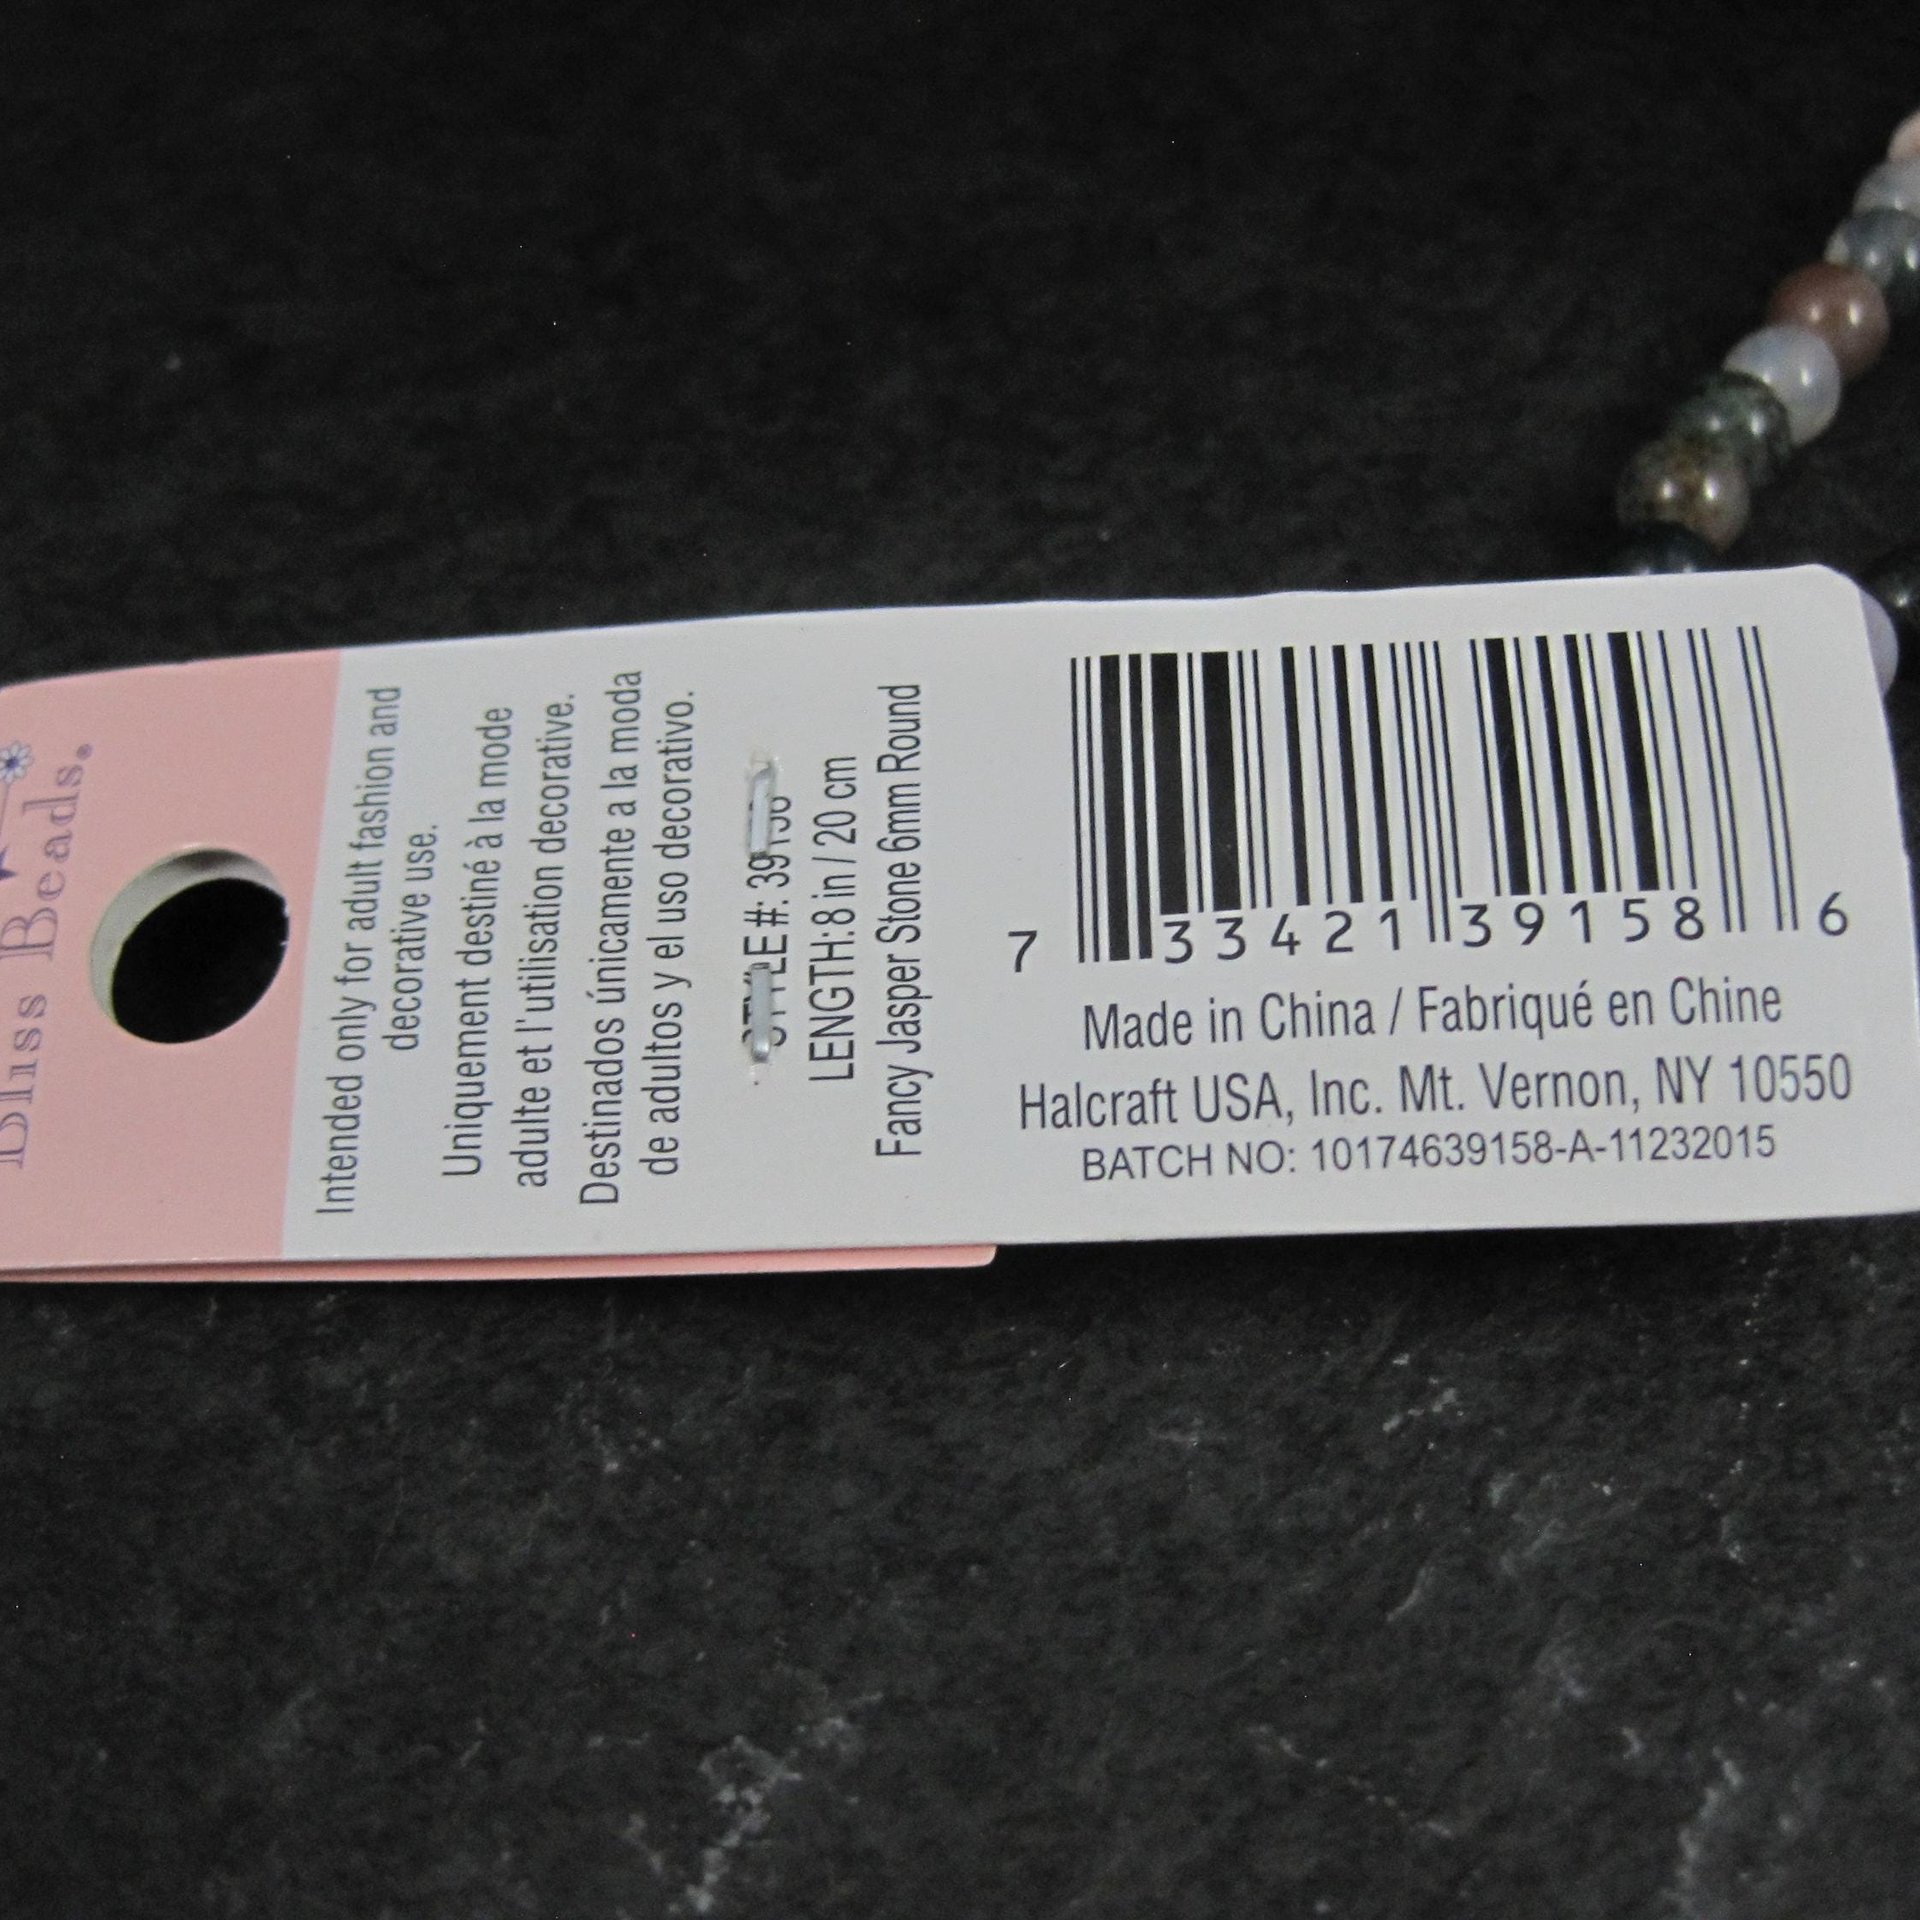 Bliss Beads®
Intended only for adult fashion and
decorative use.
Uniquement destiné à la mode
adulte et l'utilisation decorative.
Destinados únicamente a la moda
de adultos y el uso decorativo.
STYLE#:
LENGTH:8 in / 20 cm
Fancy Jasper Stone 6mm Round
7 33421 39158 6
Made in China / Fabriqué en Chine
Halcraft USA, Inc. Mt. Vernon, NY 10550
BATCH NO: 10174639158-A-11232015